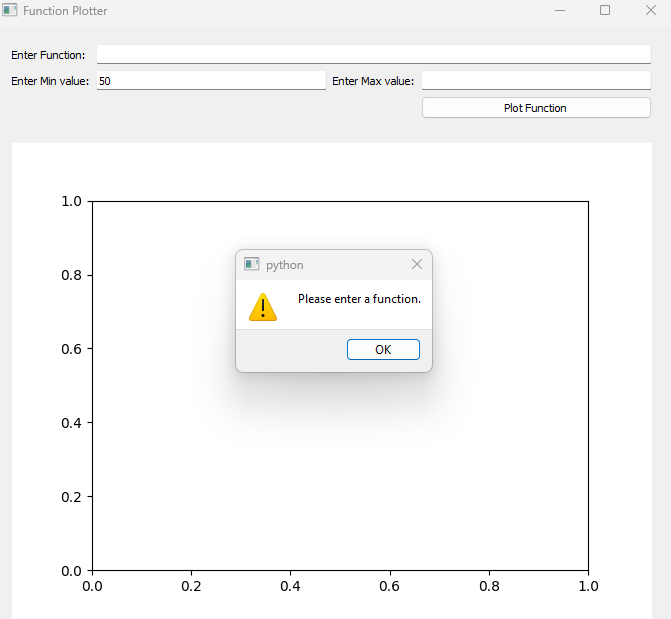 Function Plotter
Enter Function:
Enter Min value: 50 Enter Max value:
Plot Function
1.0
python
0.8
Please enter a function.
0.6
OK
0.4
0.2
0.0
0.0 0.2 0.4 0.6 0.8 1.0